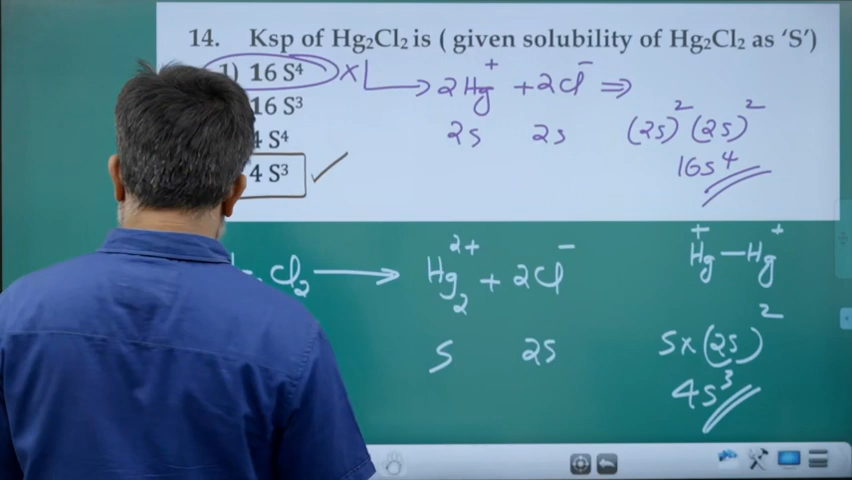 14. Ksp of Hg₂Cl₂ is ( given solubility of Hg₂Cl₂ as ‘S’)
1) 16 S⁴ × → 2Hg⁺ + 2Cl⁻ ⇒
16 S³
2s 2s (2s)² (2s)²
S⁴
16s⁴
4 S³ ✓
Cl₂ → Hg₂²⁺ + 2Cl⁻
⁺Hg — Hg⁺
s 2s s×(2s)²
4s³